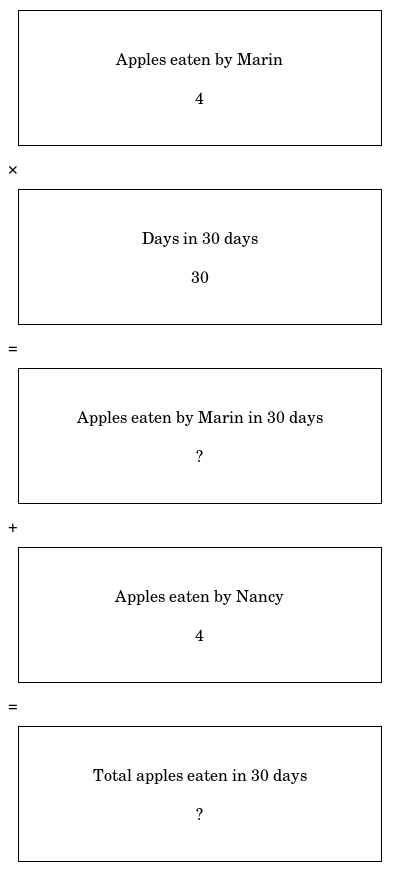 Apples eaten by Marin
4
×
Days in 30 days
30
=
Apples eaten by Marin in 30 days
?
+
Apples eaten by Nancy
4
=
Total apples eaten in 30 days
?